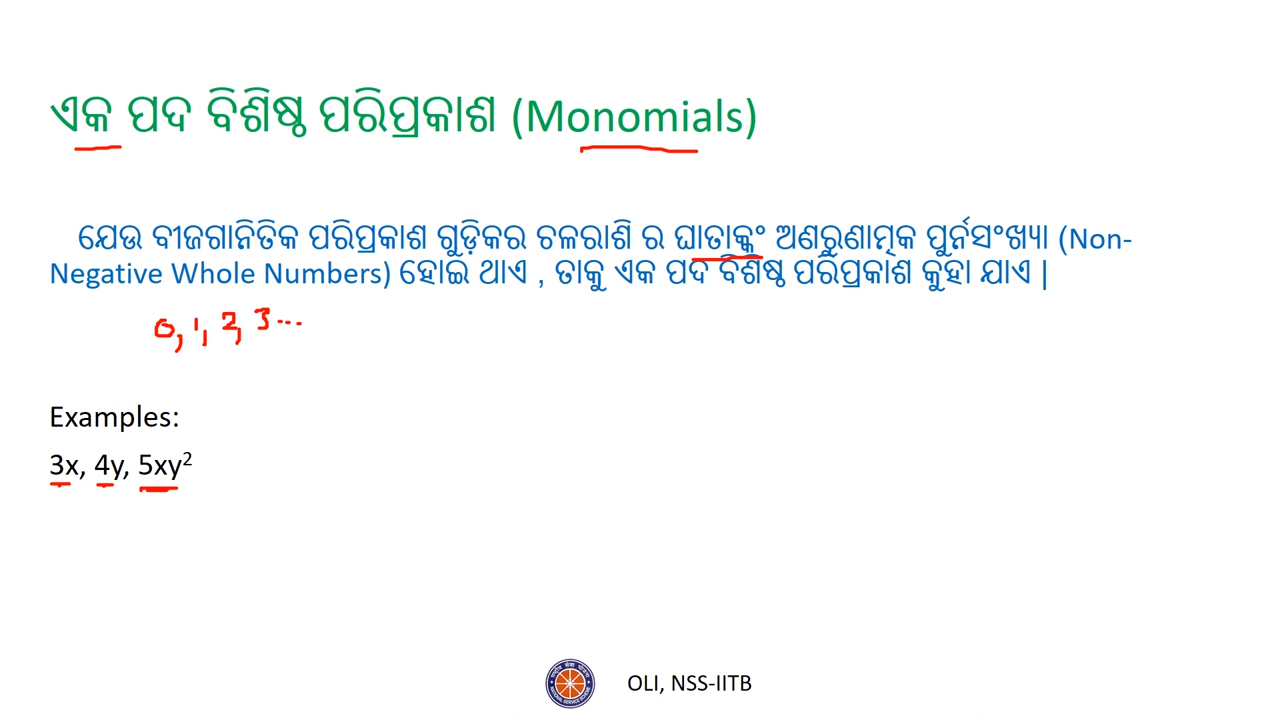 ଏକ ପଦ ବିଶିଷ୍ଠ ପରିପ୍ରକାଶ (Monomials)
ଯେଉ ବୀଜଗାନିତିକ ପରିପ୍ରକାଶ ଗୁଡ଼ିକର ଚଳରାଶି ର ଘାତାକ୍କଂ ଅଣରୁଣାତ୍ମକ ପୁର୍ନସଂଖ୍ୟା (Non-
Negative Whole Numbers) ହୋଇ ଥାଏ , ତାକୁ ଏକ ପଦ ବିଶିଷ୍ଠ ପରିପ୍ରକାଶ କୁହା ଯାଏ |
0, 1, 2, 3 ...
Examples:
3x, 4y, 5xy²
OLI, NSS-IITB